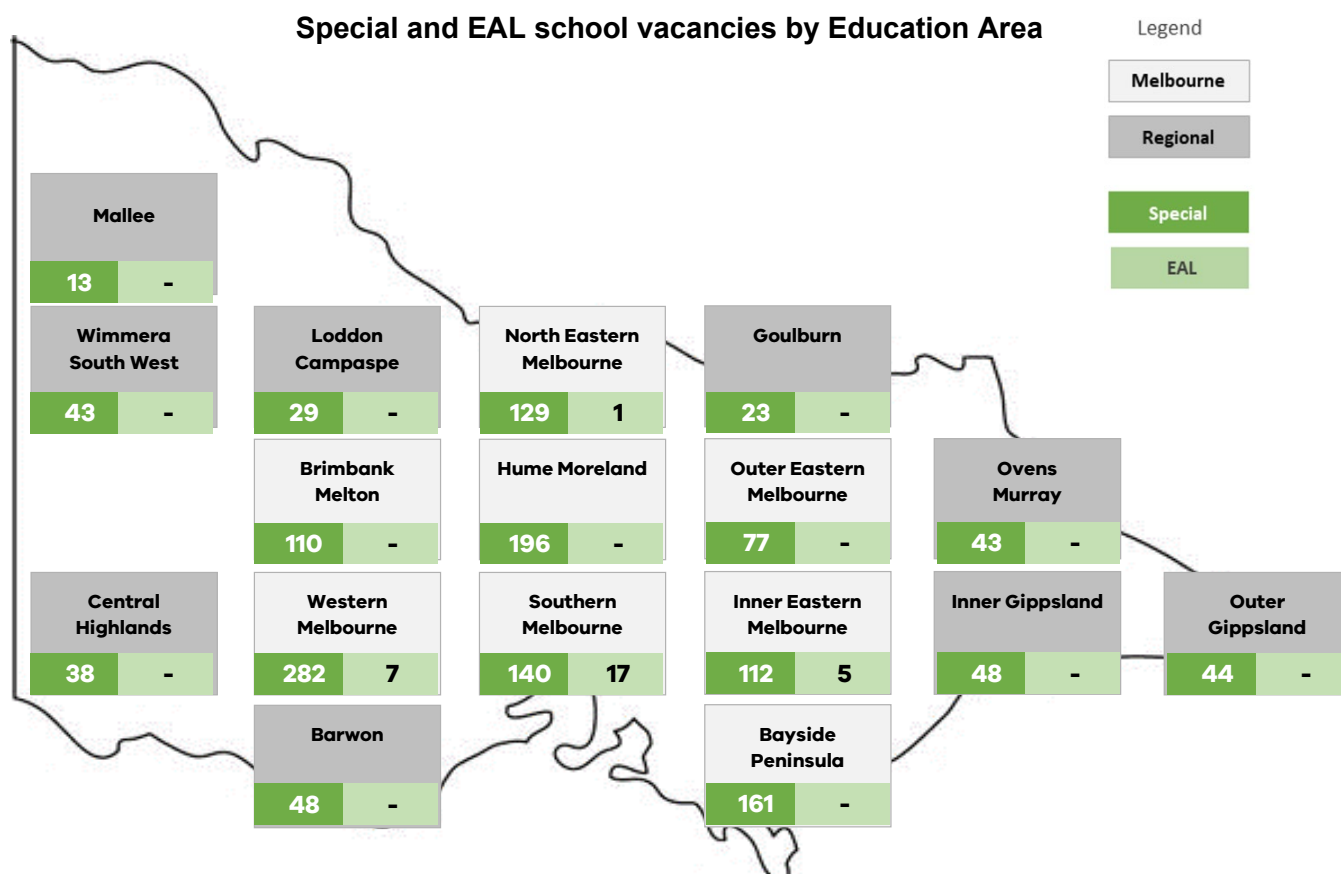 Special and EAL school vacancies by Education Area
Legend
Melbourne
Regional
Special
EAL
Mallee
13 -
Wimmera
South West
43 -
Loddon
Campaspe
29 -
North Eastern
Melbourne
129 1
Goulburn
23 -
Brimbank
Melton
110 -
Hume Moreland
196 -
Outer Eastern
Melbourne
77 -
Ovens
Murray
43 -
Central
Highlands
38 -
Western
Melbourne
282 7
Southern
Melbourne
140 17
Inner Eastern
Melbourne
112 5
Inner Gippsland
48 -
Outer
Gippsland
44 -
Barwon
48 -
Bayside
Peninsula
161 -